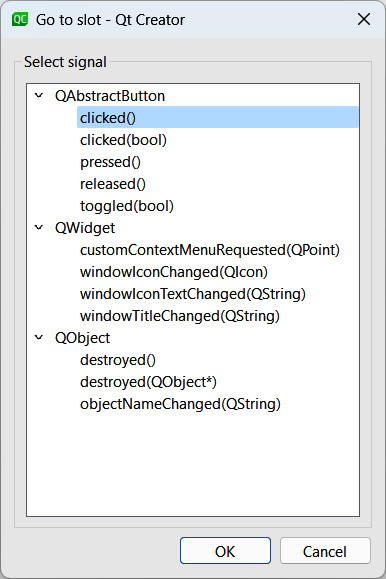 QC Go to slot - Qt Creator
Select signal
QAbstractButton
clicked()
clicked(bool)
pressed()
released()
toggled(bool)
QWidget
customContextMenuRequested(QPoint)
windowIconChanged(QIcon)
windowIconTextChanged(QString)
windowTitleChanged(QString)
QObject
destroyed()
destroyed(QObject*)
objectNameChanged(QString)
OK Cancel